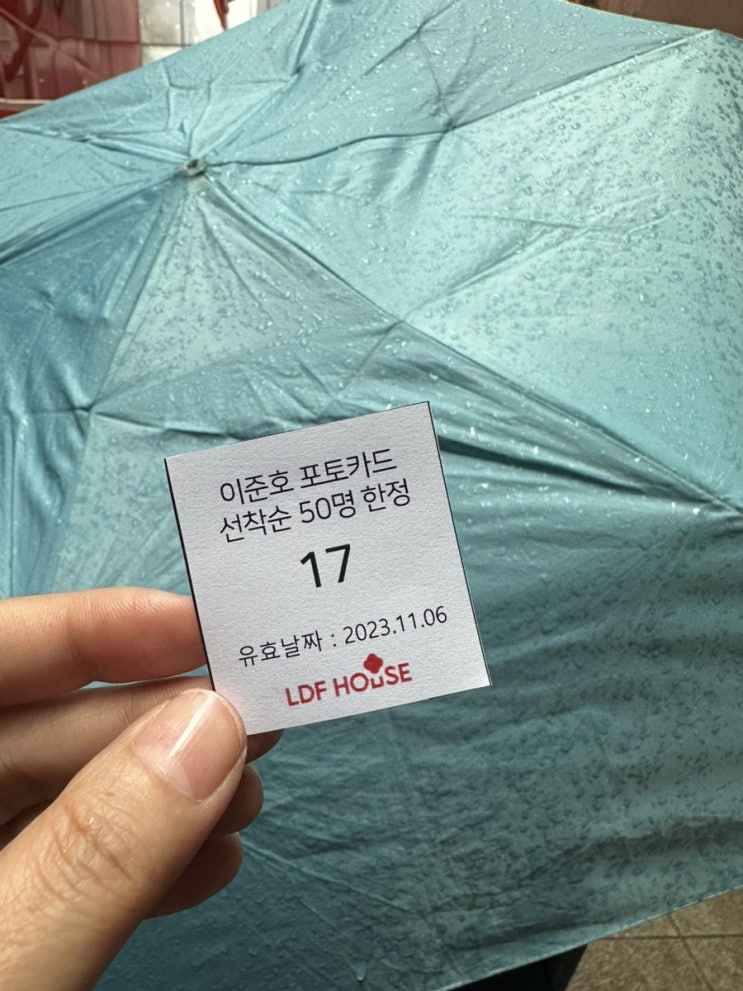 이준호 포토카드
선착순 50명 한정
17
유효날짜 : 2023.11.06
LDF HOUSE